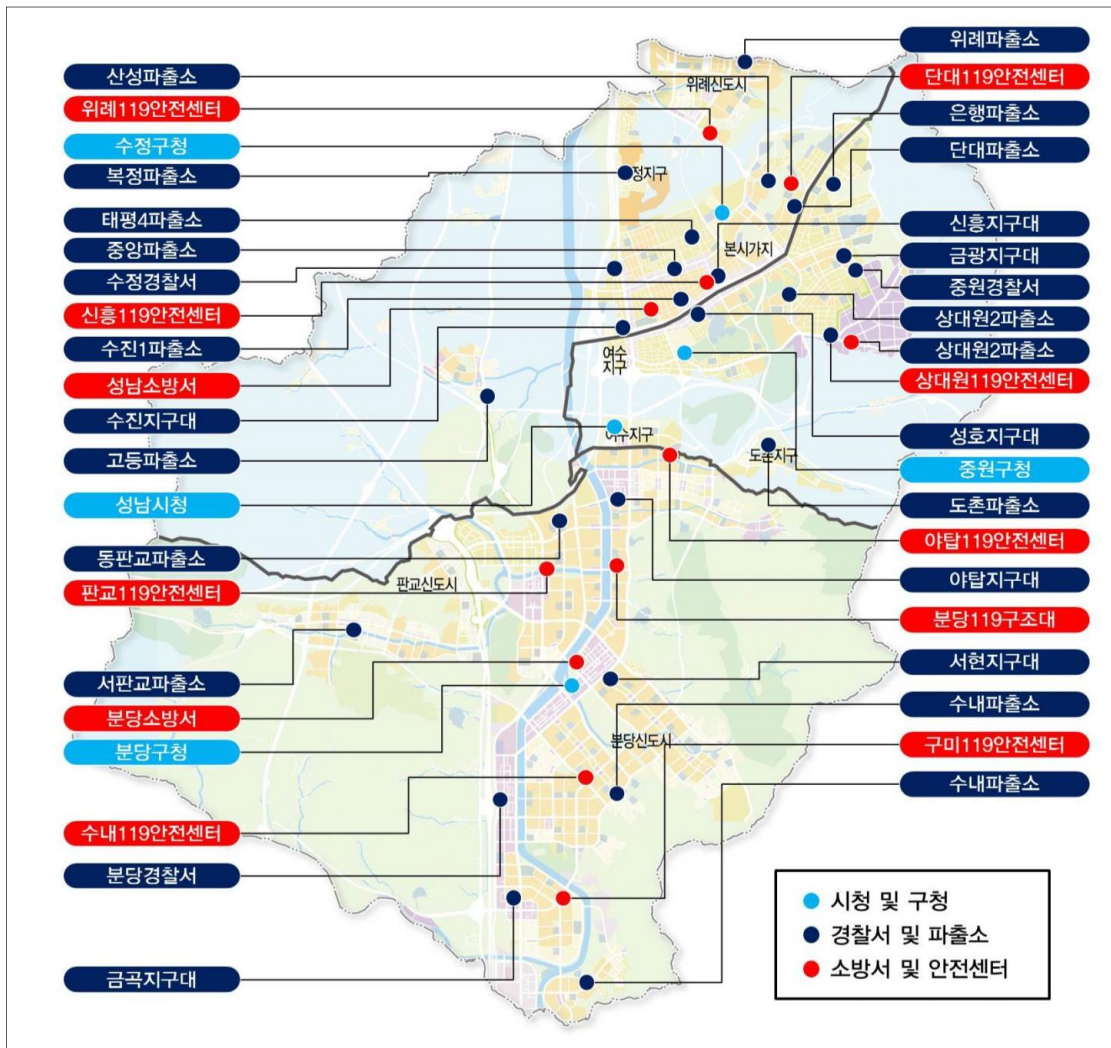 산성파출소
위례119안전센터
수정구청
복정파출소
태평4파출소
중앙파출소
수정경찰서
신흥119안전센터
수진1파출소
성남소방서
수진지구대
고등파출소
성남시청
동판교파출소
판교119안전센터
서판교파출소
분당소방서
분당구청
수내119안전센터
분당경찰서
금곡지구대
위례신도시
정지구
본시가지
여수
지구
여수지구
도촌지구
판교신도시
분당신도시
위례파출소
단대119안전센터
은행파출소
단대파출소
신흥지구대
금광지구대
중원경찰서
상대원2파출소
상대원2파출소
상대원119안전센터
성호지구대
중원구청
도촌파출소
야탑119안전센터
야탑지구대
분당119구조대
서현지구대
수내파출소
구미119안전센터
수내파출소
시청 및 구청
경찰서 및 파출소
소방서 및 안전센터